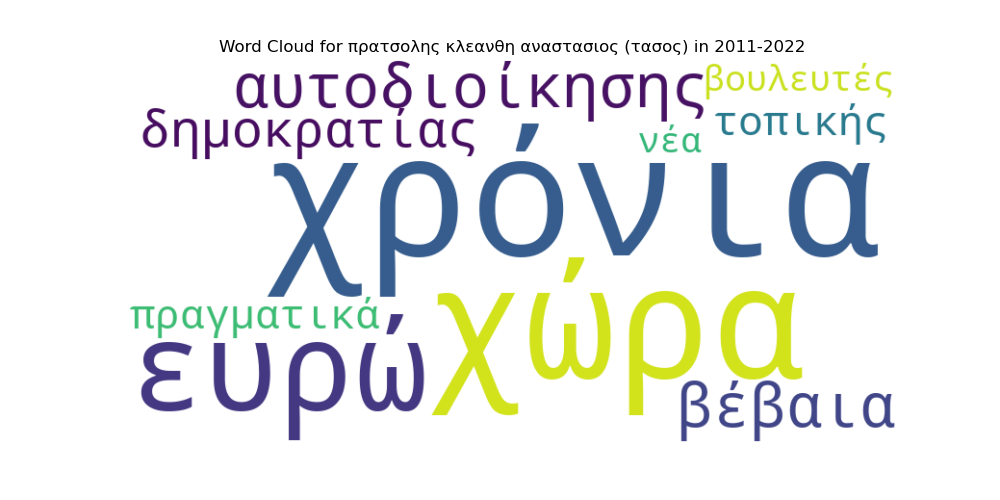 Word Cloud for πρατσολης κλεανθη αναστασιος (τασος) in 2011-2022
αυτοδιοίκησης βουλευτές
δημοκρατίας νέα τοπικής
χρόνια
πραγματικά χώρα
ευρώ βέβαια